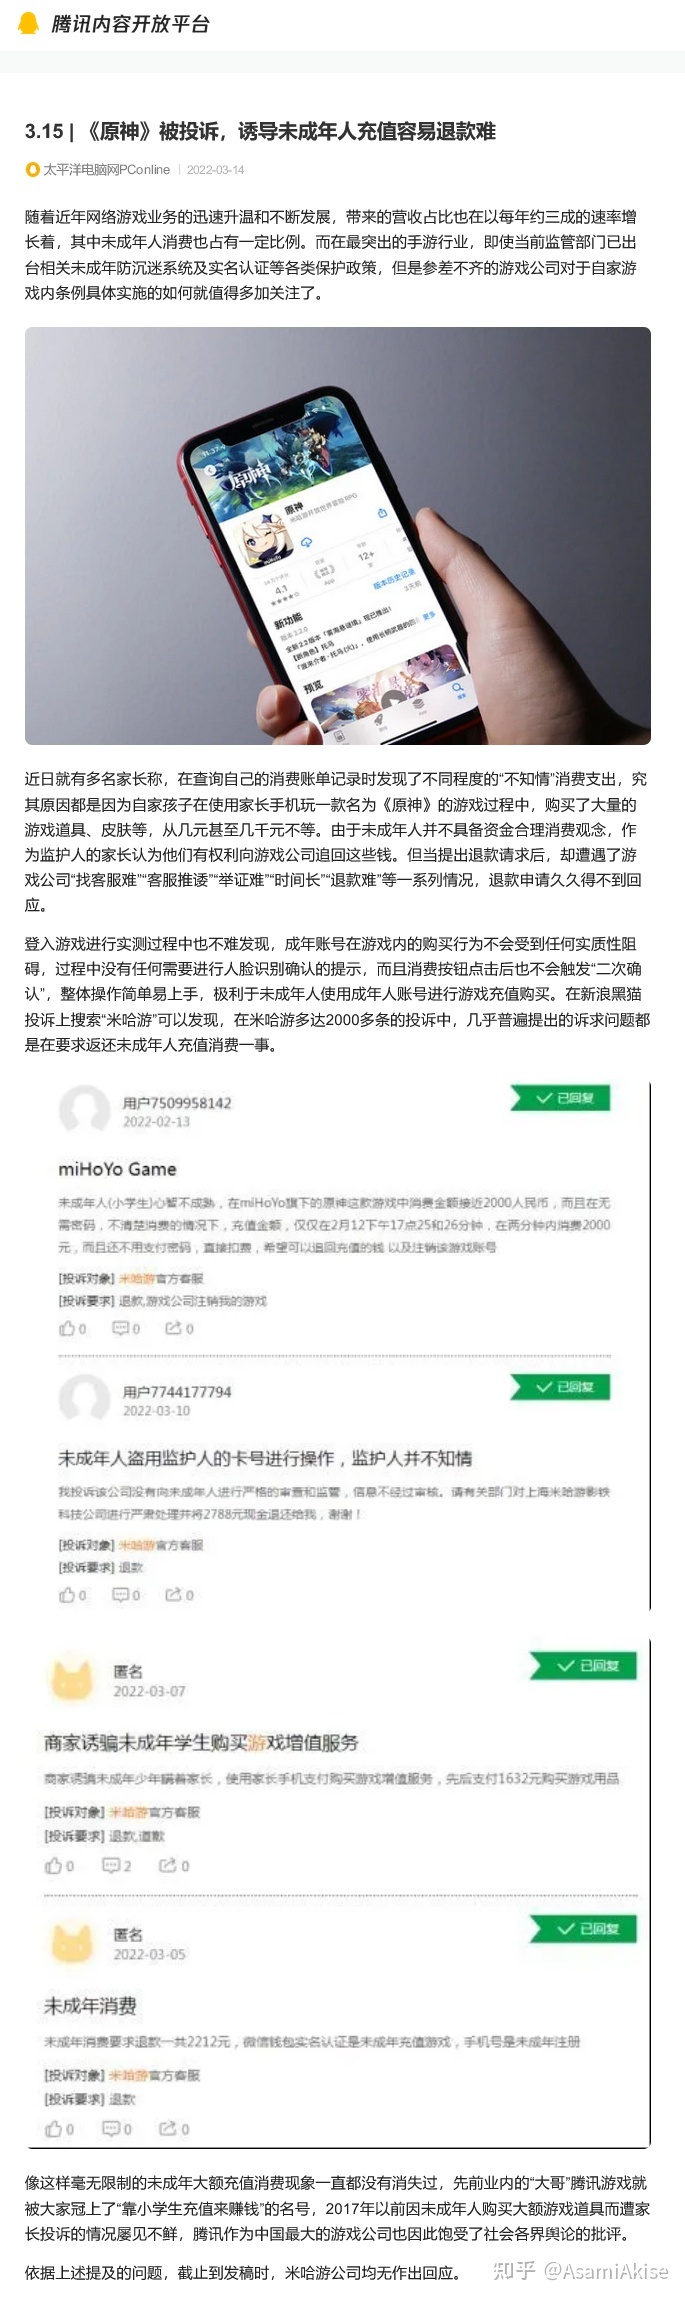 腾讯内容开放平台
3.15 | 《原神》被投诉，诱导未成年人充值容易退款难
太平洋电脑网PConline | 2022-03-14
随着近年网络游戏业务的迅速升温和不断发展，带来的营收占比也在以每年约三成的速率增
长着，其中未成年人消费也占有一定比例。而在最突出的手游行业，即使当前监管部门已出
台相关未成年防沉迷系统及实名认证等各类保护政策，但是参差不齐的游戏公司对于自家游
戏内条例具体实施的如何就值得多加关注了。
11:37
原神
原神
米哈游开放世界冒险RPG
4.1
12+
App
版本历史记录
新功能
版本 2.2.0
3天前
全新2.2版本「雾海悬谜境」现已推出！
【新角色】托马
更多
预览
近日就有多名家长称，在查询自己的消费账单记录时发现了不同程度的“不知情”消费支出，究
其原因都是因为自家孩子在使用家长手机玩一款名为《原神》的游戏过程中，购买了大量的
游戏道具、皮肤等，从几元甚至几千元不等。由于未成年人并不具备资金合理消费观念，作
为监护人的家长认为他们有权利向游戏公司追回这些钱。但当提出退款请求后，却遭遇了游
戏公司“找客服难”“客服推诿”“举证难”“时间长”“退款难”等一系列情况，退款申请久久得不到回
应。
登入游戏进行实测过程中也不难发现，成年账号在游戏内的购买行为不会受到任何实质性阻
碍，过程中没有任何需要进行人脸识别确认的提示，而且消费按钮点击后也不会触发“二次确
认”，整体操作简单易上手，极利于未成年人使用成年人账号进行游戏充值购买。在新浪黑猫
投诉上搜索“米哈游”可以发现，在米哈游多达2000多条的投诉中，几乎普遍提出的诉求问题都
是在要求返还未成年人充值消费一事。
用户7509958142
已回复
2022-02-13
miHoYo Game
未成年人(小学生)心智不成熟，在miHoYo旗下的原神这款游戏中消费金额接近2000人民币，而且在无
需密码，不清楚消费的情况下，充值金额，仅仅在2月12下午17点25和26分钟，在两分钟内消费2000
元，而且还不用支付密码，直接扣费，希望可以追回充值的钱 以及注销该游戏账号
[投诉对象] 米哈游官方客服
[投诉要求] 退款,游戏公司注销我的游戏
0 0 0
用户7744177794
已回复
2022-03-10
未成年人盗用监护人的卡号进行操作，监护人并不知情
我投诉该公司没有向未成年人进行严格的审查和监管，信息不经过审核。请有关部门对上海米哈游影铁
科技公司进行严肃处理并将2788元现金退还给我，谢谢！
[投诉对象] 米哈游官方客服
[投诉要求] 退款
0 0 0
匿名
已回复
2022-03-07
商家诱骗未成年学生购买游戏增值服务
商家诱骗未成年少年瞒着家长，使用家长手机支付购买游戏增值服务，先后支付1632元购买游戏用品
[投诉对象] 米哈游官方客服
[投诉要求] 退款,道歉
0 2 0
匿名
已回复
2022-03-05
未成年消费
未成年消费要求退款一共2212元，微信钱包实名认证是未成年充值游戏，手机号是未成年注册
[投诉对象] 米哈游官方客服
[投诉要求] 退款
0 0 0
像这样毫无限制的未成年大额充值消费现象一直都没有消失过，先前业内的“大哥”腾讯游戏就
被大家冠上了“靠小学生充值来赚钱”的名号，2017年以前因未成年人购买大额游戏道具而遭家
长投诉的情况屡见不鲜，腾讯作为中国最大的游戏公司也因此饱受了社会各界舆论的批评。
依据上述提及的问题，截止到发稿时，米哈游公司均无作出回应。
知乎 @AsamiAkise